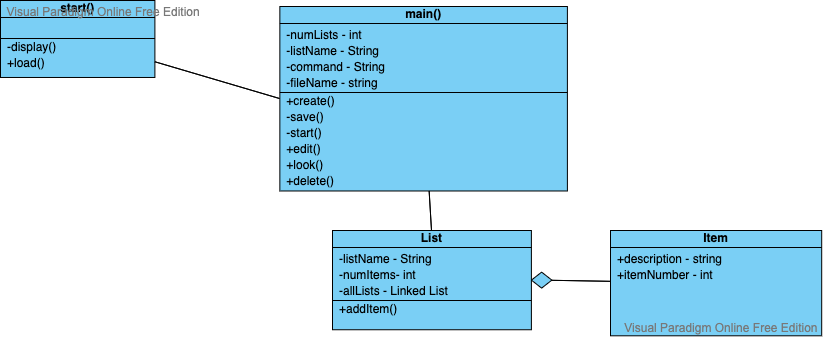 start()
Visual Paradigm Online Free Edition
-display()
+load()
main()
-numLists - int
-listName - String
-command - String
-fileName - string
+create()
-save()
-start()
+edit()
+look()
+delete()
List
-listName - String
-numItems- int
-allLists - Linked List
+addItem()
Item
+description - string
+itemNumber - int
Visual Paradigm Online Free Edition